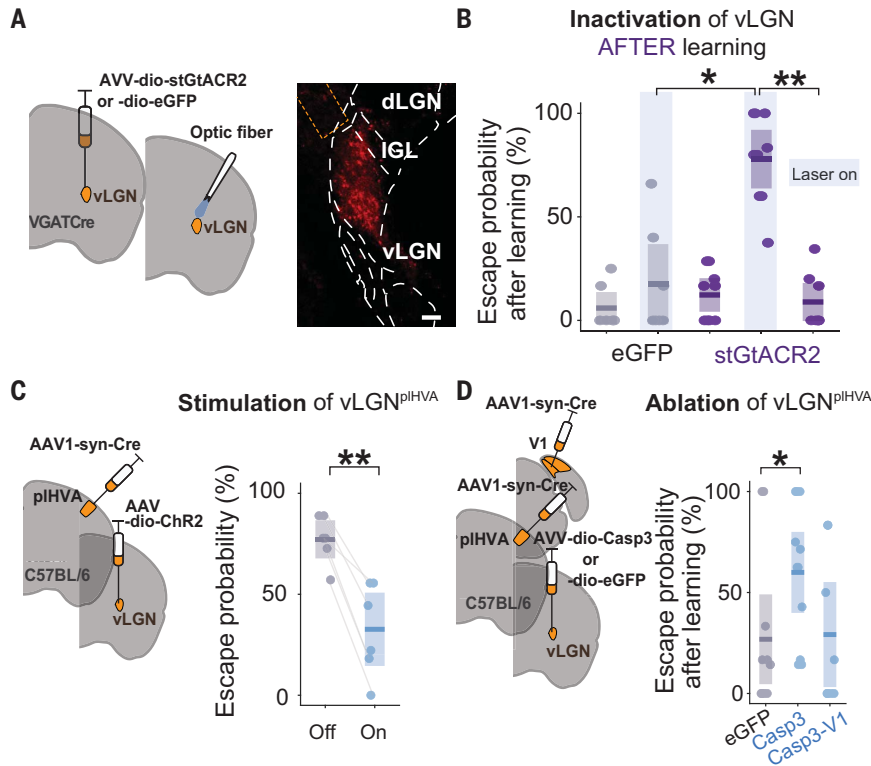 A
AVV-dio-stGtACR2
or -dio-eGFP
Optic fiber
vLGN
VGATCre
vLGN
dLGN
IGL
vLGN
B
Inactivation of vLGN
AFTER learning
*
**
Escape probability
after learning (%)
100
50
0
Laser on
eGFP
stGtACR2
C
Stimulation of vLGNplHVA
AAV1-syn-Cre
plHVA
AAV
-dio-ChR2
C57BL/6
vLGN
**
Escape probability (%)
100
50
0
Off
On
D
Ablation of vLGNplHVA
AAV1-syn-Cre
V1
AAV1-syn-Cre
plHVA
AVV-dio-Casp3
or
-dio-eGFP
C57BL/6
vLGN
*
Escape probability
after learning (%)
100
50
0
eGFP
Casp3
Casp3-V1